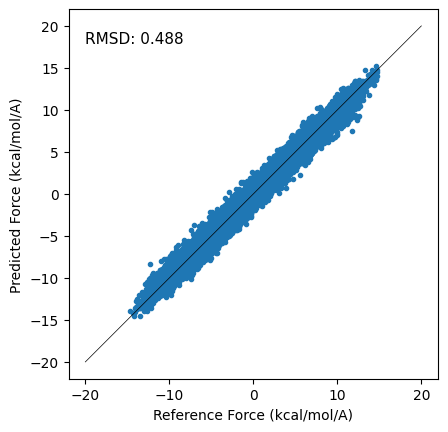 RMSD: 0.488
20
15
10
5
0
−5
−10
−15
−20
Predicted Force (kcal/mol/A)
−20 −10 0 10 20
Reference Force (kcal/mol/A)